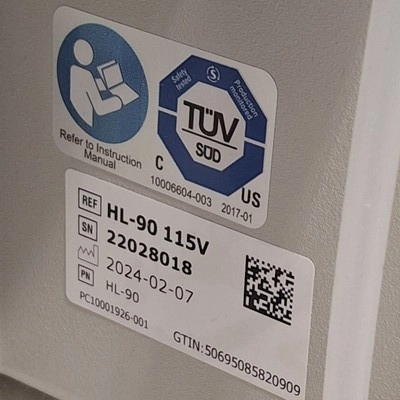 Refer to Instruction
Manual
Safety
tested
Production
monitored
TÜV
SÜD
C US
10006604-003 2017-01
REF HL-90 115V
SN 22028018
2024-02-07
PN HL-90
PC10001926-001
GTIN:50695085820909